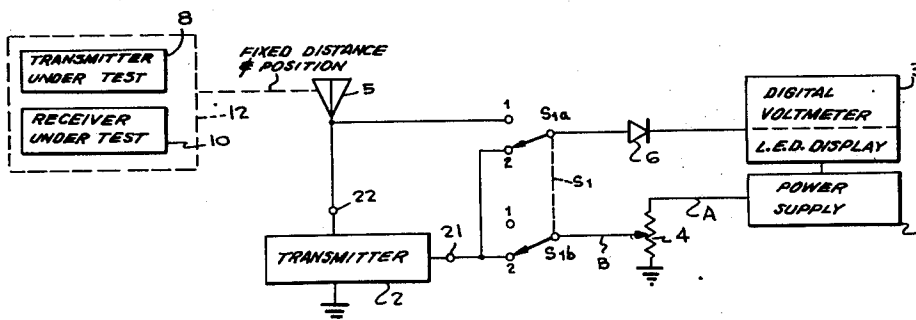 8
TRANSMITTER
UNDER TEST
RECEIVER
UNDER TEST
12
10
FIXED DISTANCE
& POSITION
5
1
S1a
2
S1
1
S1b
2
6
DIGITAL
VOLTMETER
L.E.D. DISPLAY
3
POWER
SUPPLY
A
B
4
22
21
TRANSMITTER
2